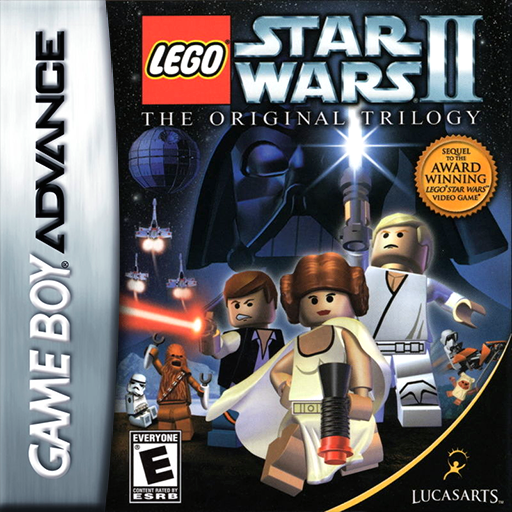 GAME BOY ADVANCE
LEGO
STAR
WARS II
THE ORIGINAL TRILOGY
SEQUEL
TO THE
AWARD
WINNING
LEGO STAR WARS
VIDEO GAME
EVERYONE
E
CONTENT RATED BY
ESRB
LUCASARTS